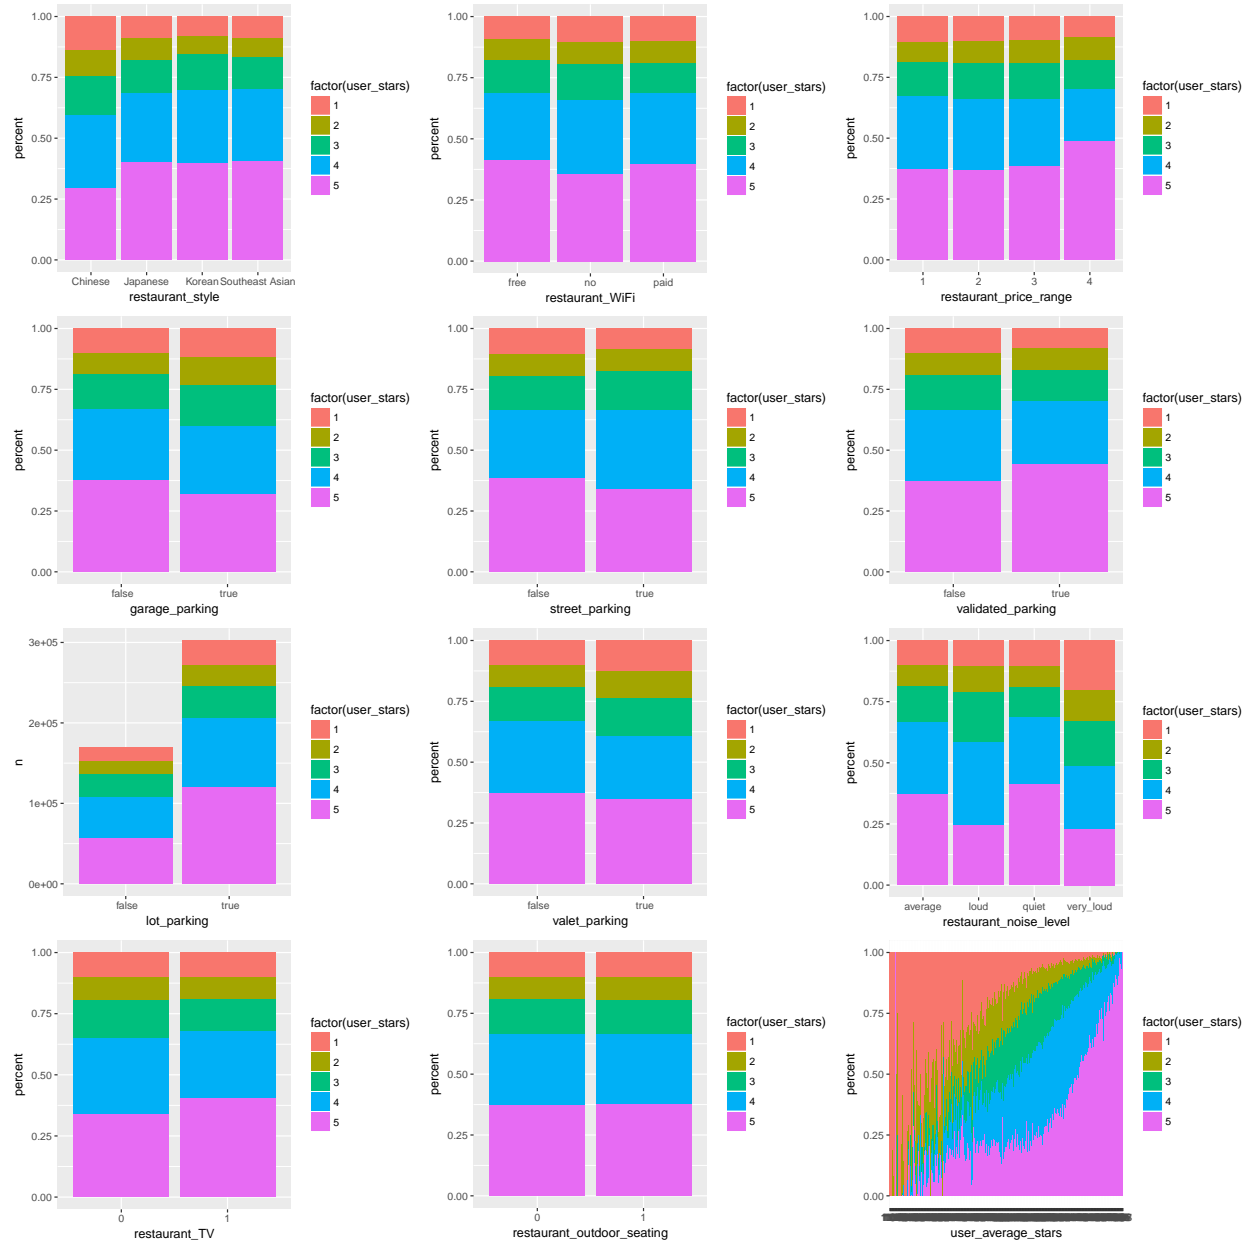 factor(user_stars)
1
2
3
4
5
percent
1.00
0.75
0.50
0.25
0.00
Chinese Japanese Korean Southeast Asian
restaurant_style
factor(user_stars)
1
2
3
4
5
percent
1.00
0.75
0.50
0.25
0.00
free no paid
restaurant_WiFi
factor(user_stars)
1
2
3
4
5
percent
1.00
0.75
0.50
0.25
0.00
1 2 3 4
restaurant_price_range
factor(user_stars)
1
2
3
4
5
percent
1.00
0.75
0.50
0.25
0.00
false true
garage_parking
factor(user_stars)
1
2
3
4
5
percent
1.00
0.75
0.50
0.25
0.00
false true
street_parking
factor(user_stars)
1
2
3
4
5
percent
1.00
0.75
0.50
0.25
0.00
false true
validated_parking
factor(user_stars)
1
2
3
4
5
n
3e+05
2e+05
1e+05
0e+00
false true
lot_parking
factor(user_stars)
1
2
3
4
5
percent
1.00
0.75
0.50
0.25
0.00
false true
valet_parking
factor(user_stars)
1
2
3
4
5
percent
1.00
0.75
0.50
0.25
0.00
average loud quiet very_loud
restaurant_noise_level
factor(user_stars)
1
2
3
4
5
percent
1.00
0.75
0.50
0.25
0.00
0 1
restaurant_TV
factor(user_stars)
1
2
3
4
5
percent
1.00
0.75
0.50
0.25
0.00
0 1
restaurant_outdoor_seating
factor(user_stars)
1
2
3
4
5
percent
1.00
0.75
0.50
0.25
0.00
user_average_stars